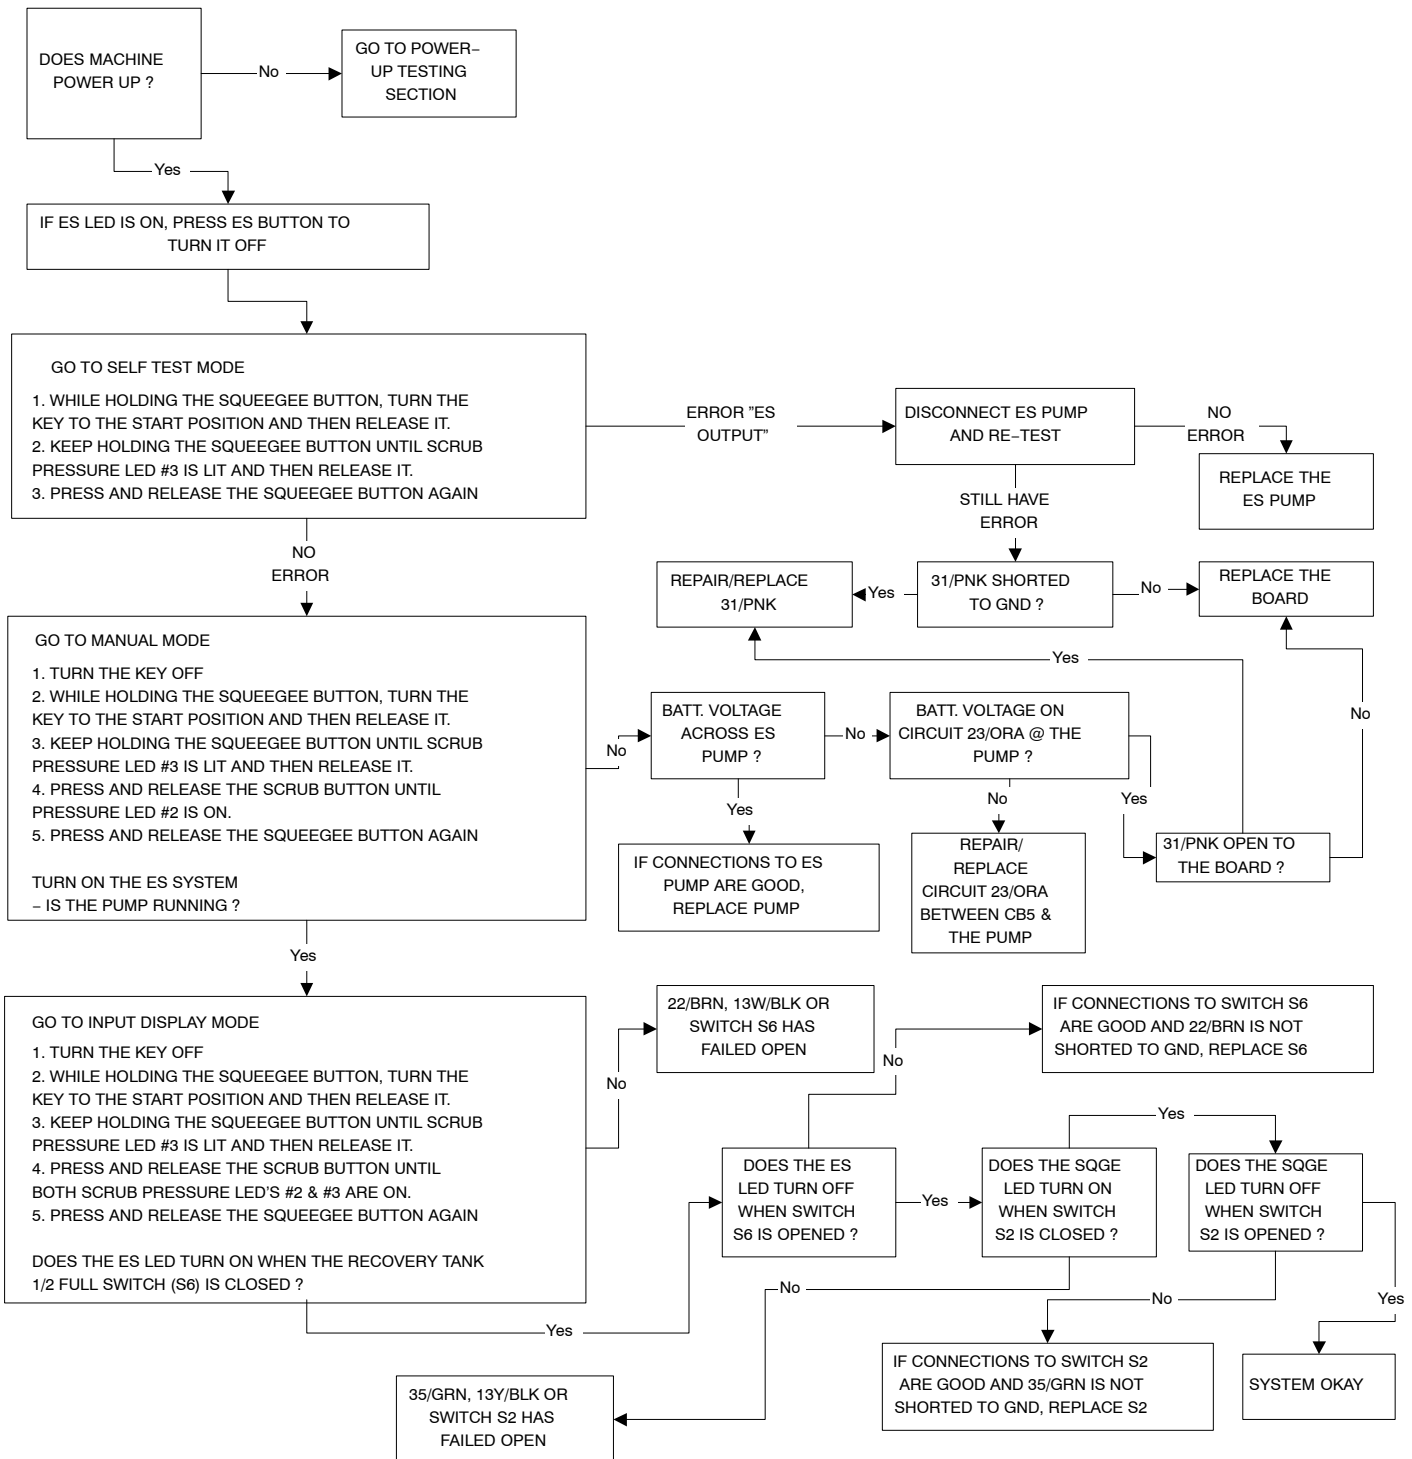 DOES MACHINE
POWER UP ?
No
GO TO POWER−
UP TESTING
SECTION
Yes
IF ES LED IS ON, PRESS ES BUTTON TO
TURN IT OFF
GO TO SELF TEST MODE
1. WHILE HOLDING THE SQUEEGEE BUTTON, TURN THE
KEY TO THE START POSITION AND THEN RELEASE IT.
2. KEEP HOLDING THE SQUEEGEE BUTTON UNTIL SCRUB
PRESSURE LED #3 IS LIT AND THEN RELEASE IT.
3. PRESS AND RELEASE THE SQUEEGEE BUTTON AGAIN
ERROR "ES
OUTPUT"
DISCONNECT ES PUMP
AND RE−TEST
NO
ERROR
REPLACE THE
ES PUMP
STILL HAVE
ERROR
NO
ERROR
REPAIR/REPLACE
31/PNK
Yes
31/PNK SHORTED
TO GND ?
No
REPLACE THE
BOARD
GO TO MANUAL MODE
1. TURN THE KEY OFF
2. WHILE HOLDING THE SQUEEGEE BUTTON, TURN THE
KEY TO THE START POSITION AND THEN RELEASE IT.
3. KEEP HOLDING THE SQUEEGEE BUTTON UNTIL SCRUB
PRESSURE LED #3 IS LIT AND THEN RELEASE IT.
4. PRESS AND RELEASE THE SCRUB BUTTON UNTIL
PRESSURE LED #2 IS ON.
5. PRESS AND RELEASE THE SQUEEGEE BUTTON AGAIN
TURN ON THE ES SYSTEM
− IS THE PUMP RUNNING ?
No
BATT. VOLTAGE
ACROSS ES
PUMP ?
No
BATT. VOLTAGE ON
CIRCUIT 23/ORA @ THE
PUMP ?
Yes
No
Yes
IF CONNECTIONS TO ES
PUMP ARE GOOD,
REPLACE PUMP
No
REPAIR/
REPLACE
CIRCUIT 23/ORA
BETWEEN CB5 &
THE PUMP
Yes
31/PNK OPEN TO
THE BOARD ?
Yes
GO TO INPUT DISPLAY MODE
1. TURN THE KEY OFF
2. WHILE HOLDING THE SQUEEGEE BUTTON, TURN THE
KEY TO THE START POSITION AND THEN RELEASE IT.
3. KEEP HOLDING THE SQUEEGEE BUTTON UNTIL SCRUB
PRESSURE LED #3 IS LIT AND THEN RELEASE IT.
4. PRESS AND RELEASE THE SCRUB BUTTON UNTIL
BOTH SCRUB PRESSURE LED'S #2 & #3 ARE ON.
5. PRESS AND RELEASE THE SQUEEGEE BUTTON AGAIN
DOES THE ES LED TURN ON WHEN THE RECOVERY TANK
1/2 FULL SWITCH (S6) IS CLOSED ?
No
22/BRN, 13W/BLK OR
SWITCH S6 HAS
FAILED OPEN
No
IF CONNECTIONS TO SWITCH S6
ARE GOOD AND 22/BRN IS NOT
SHORTED TO GND, REPLACE S6
Yes
DOES THE ES
LED TURN OFF
WHEN SWITCH
S6 IS OPENED ?
Yes
DOES THE SQGE
LED TURN ON
WHEN SWITCH
S2 IS CLOSED ?
Yes
DOES THE SQGE
LED TURN OFF
WHEN SWITCH
S2 IS OPENED ?
No
No
Yes
35/GRN, 13Y/BLK OR
SWITCH S2 HAS
FAILED OPEN
IF CONNECTIONS TO SWITCH S2
ARE GOOD AND 35/GRN IS NOT
SHORTED TO GND, REPLACE S2
SYSTEM OKAY